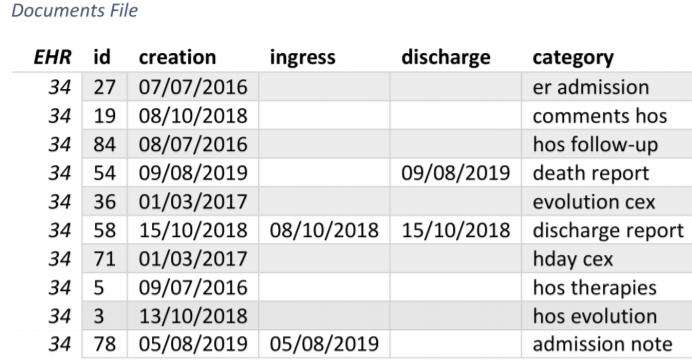 Documents File
EHR id creation ingress discharge category
34 27 07/07/2016 er admission
34 19 08/10/2018 comments hos
34 84 08/07/2016 hos follow-up
34 54 09/08/2019 09/08/2019 death report
34 36 01/03/2017 evolution cex
34 58 15/10/2018 08/10/2018 15/10/2018 discharge report
34 71 01/03/2017 hday cex
34 5 09/07/2016 hos therapies
34 3 13/10/2018 hos evolution
34 78 05/08/2019 05/08/2019 admission note